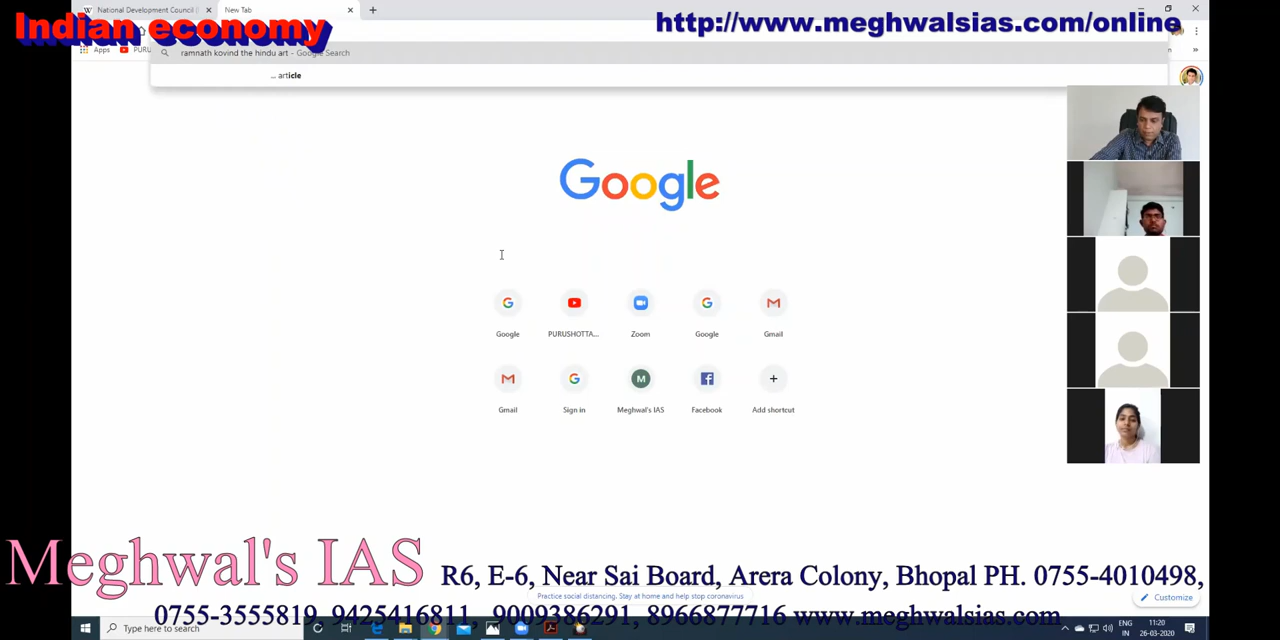 National Development Council (I
New Tab
Indian economy
http://www.meghwalsias.com/online
Apps
PURU
ramnath kovind the hindu art - Google Search
... article
Google
Google
PURUSHOTTA...
Zoom
Google
Gmail
Gmail
Sign in
M
Meghwal's IAS
Facebook
Add shortcut
Meghwal's IAS
R6, E-6, Near Sai Board, Arera Colony, Bhopal PH. 0755-4010498,
Practice social distancing. Stay at home and help stop coronavirus
Customize
0755-3555819, 9425416811, 9009386291, 8966877716 www.meghwalsias.com
Type here to search
ENG
IN
11:20
26-03-2020